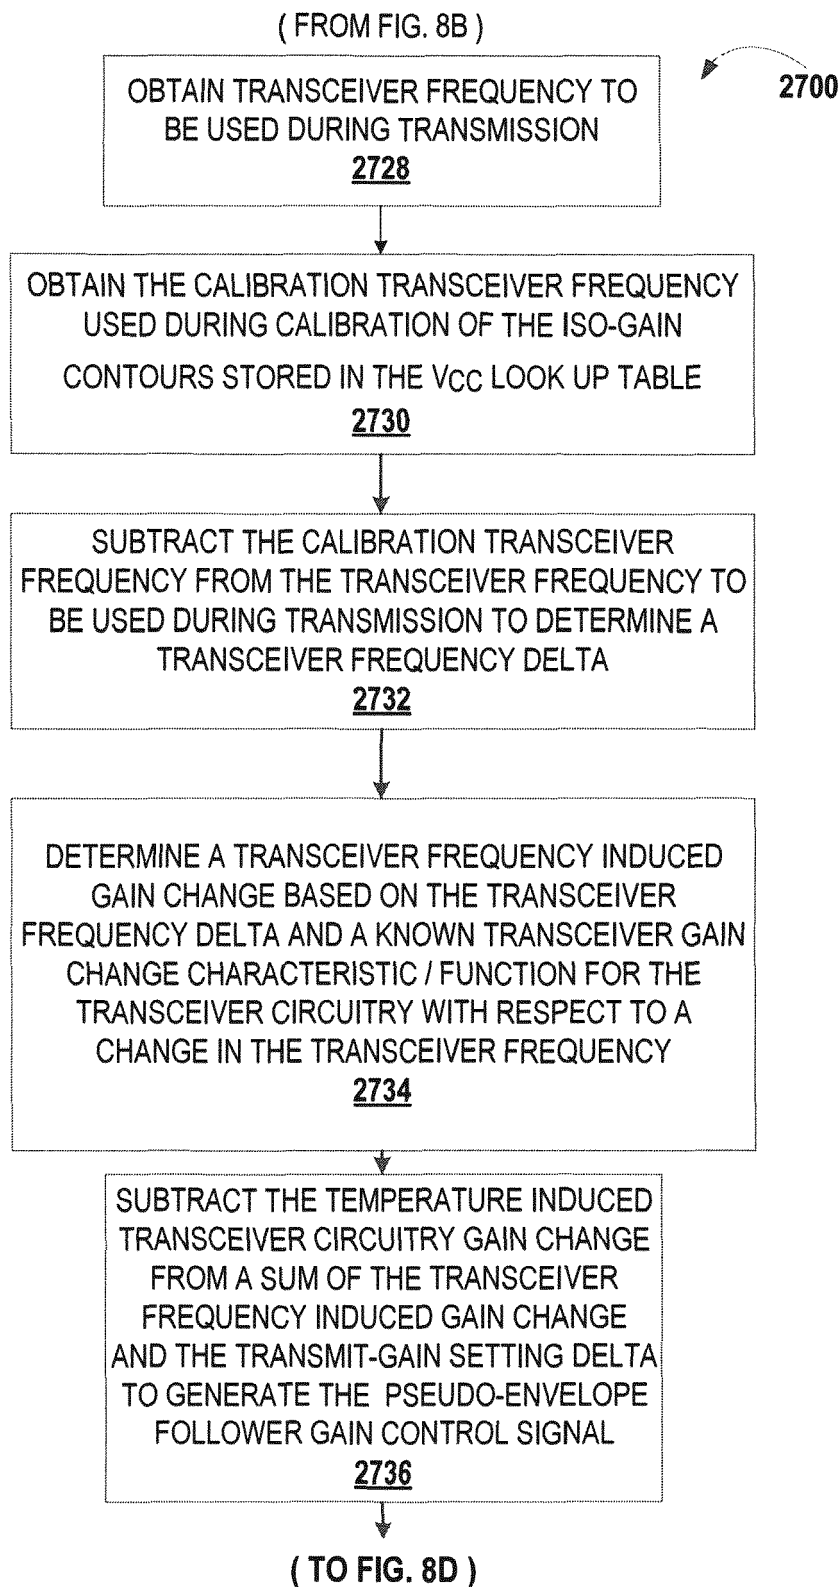 ( FROM FIG. 8B )
2700
OBTAIN TRANSCEIVER FREQUENCY TO
BE USED DURING TRANSMISSION
2728
OBTAIN THE CALIBRATION TRANSCEIVER FREQUENCY
USED DURING CALIBRATION OF THE ISO-GAIN
CONTOURS STORED IN THE VCC LOOK UP TABLE
2730
SUBTRACT THE CALIBRATION TRANSCEIVER
FREQUENCY FROM THE TRANSCEIVER FREQUENCY TO
BE USED DURING TRANSMISSION TO DETERMINE A
TRANSCEIVER FREQUENCY DELTA
2732
DETERMINE A TRANSCEIVER FREQUENCY INDUCED
GAIN CHANGE BASED ON THE TRANSCEIVER
FREQUENCY DELTA AND A KNOWN TRANSCEIVER GAIN
CHANGE CHARACTERISTIC / FUNCTION FOR THE
TRANSCEIVER CIRCUITRY WITH RESPECT TO A
CHANGE IN THE TRANSCEIVER FREQUENCY
2734
SUBTRACT THE TEMPERATURE INDUCED
TRANSCEIVER CIRCUITRY GAIN CHANGE
FROM A SUM OF THE TRANSCEIVER
FREQUENCY INDUCED GAIN CHANGE
AND THE TRANSMIT-GAIN SETTING DELTA
TO GENERATE THE PSEUDO-ENVELOPE
FOLLOWER GAIN CONTROL SIGNAL
2736
( TO FIG. 8D )